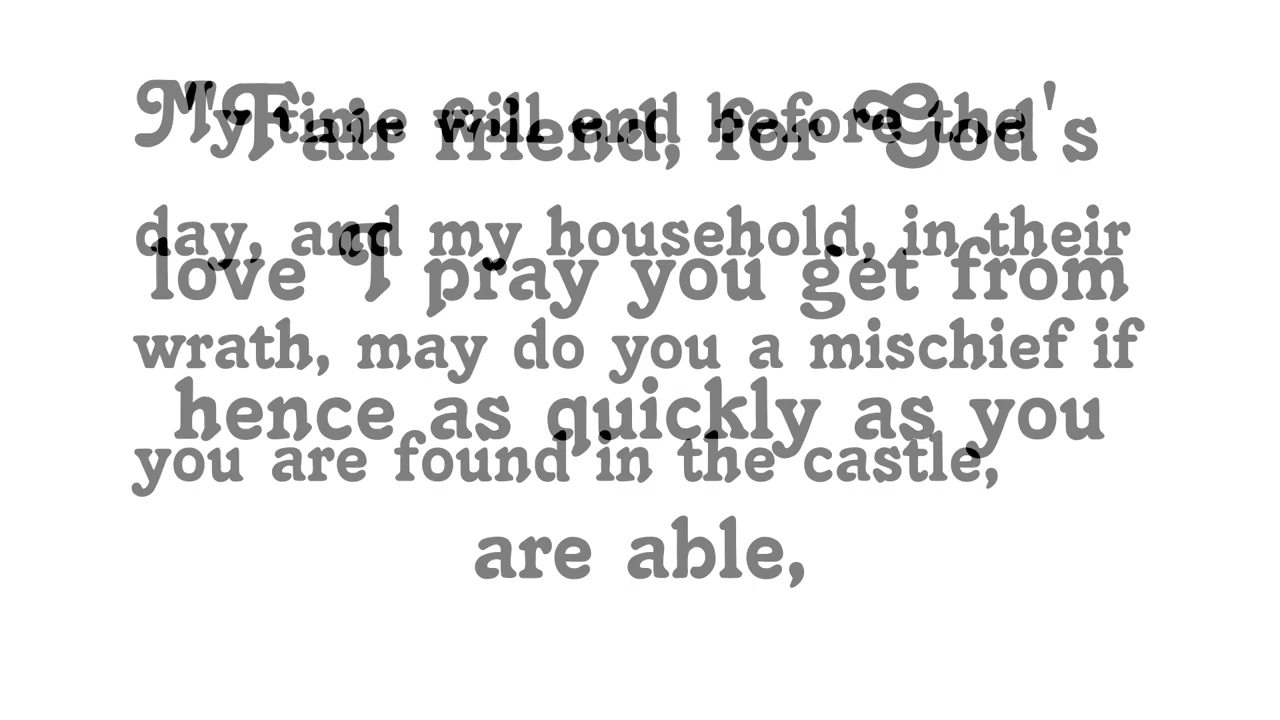 My time will end before the
day, and my household, in their
wrath, may do you a mischief if
you are found in the castle,
"Fair friend, for God's
love I pray you get from
hence as quickly as you
are able,